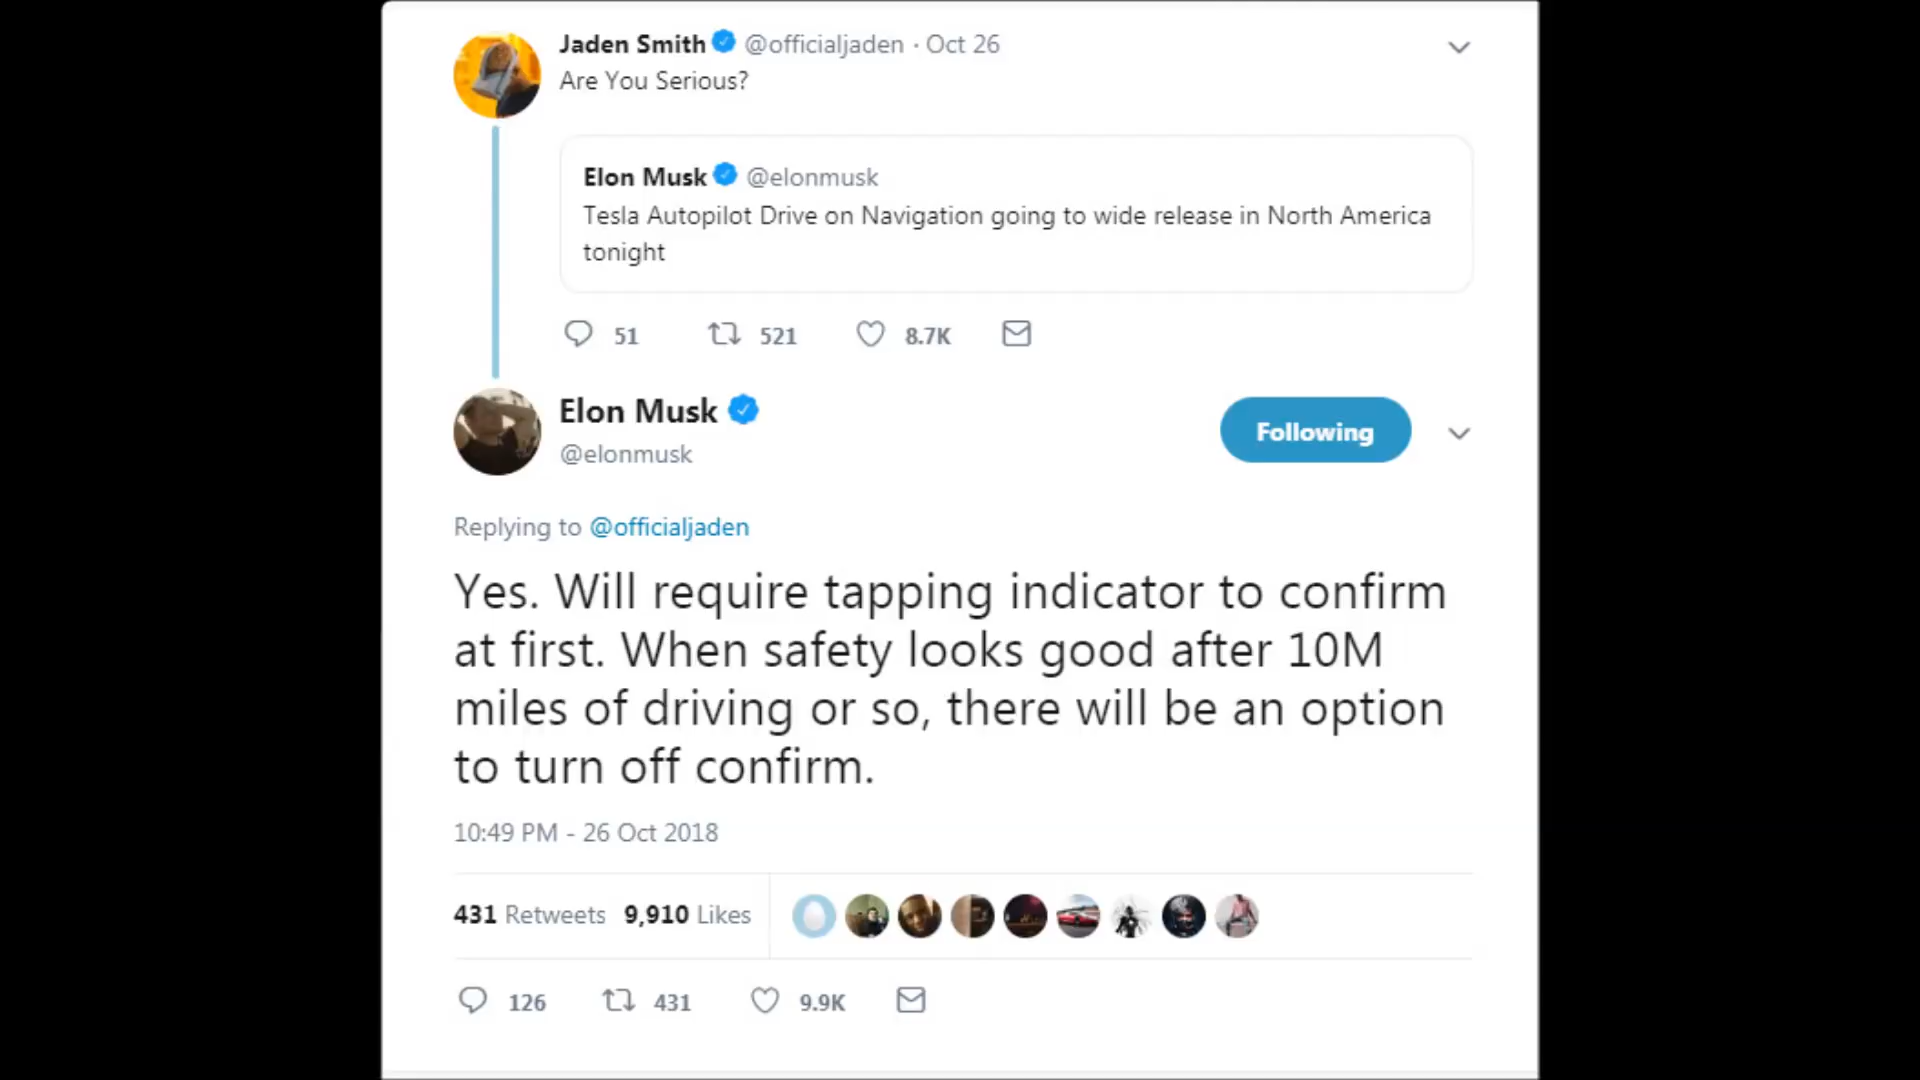 Jaden Smith @officialjaden · Oct 26
Are You Serious?
Elon Musk @elonmusk
Tesla Autopilot Drive on Navigation going to wide release in North America
tonight
51 521 8.7K
Elon Musk
@elonmusk
Following
Replying to @officialjaden
Yes. Will require tapping indicator to confirm
at first. When safety looks good after 10M
miles of driving or so, there will be an option
to turn off confirm.
10:49 PM - 26 Oct 2018
431 Retweets 9,910 Likes
126 431 9.9K